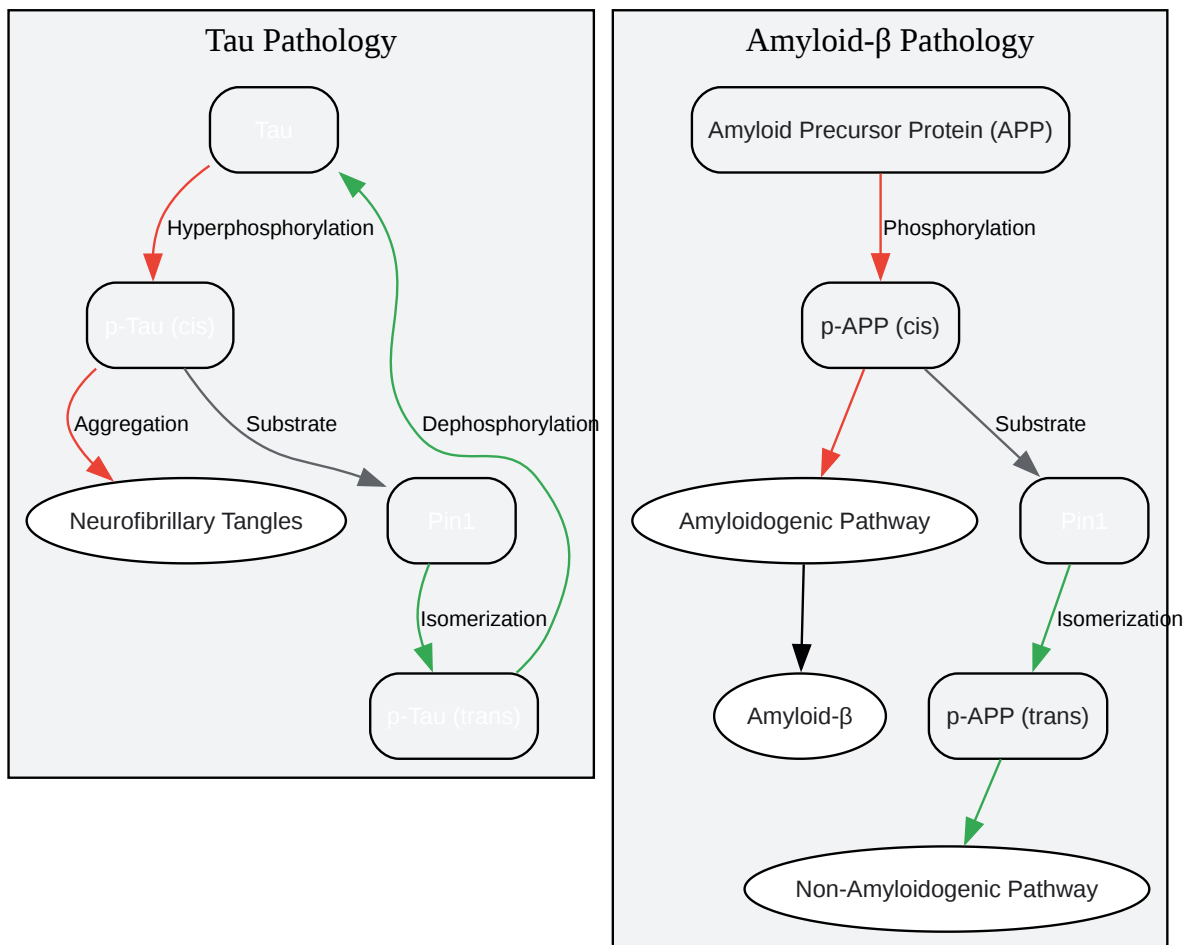 Tau Pathology
Tau
Hyperphosphorylation
p-Tau (cis)
Aggregation
Substrate
Dephosphorylation
Neurofibrillary Tangles
Pin1
Isomerization
p-Tau (trans)
Amyloid-β Pathology
Amyloid Precursor Protein (APP)
Phosphorylation
p-APP (cis)
Substrate
Amyloidogenic Pathway
Pin1
Isomerization
Amyloid-β
p-APP (trans)
Non-Amyloidogenic Pathway